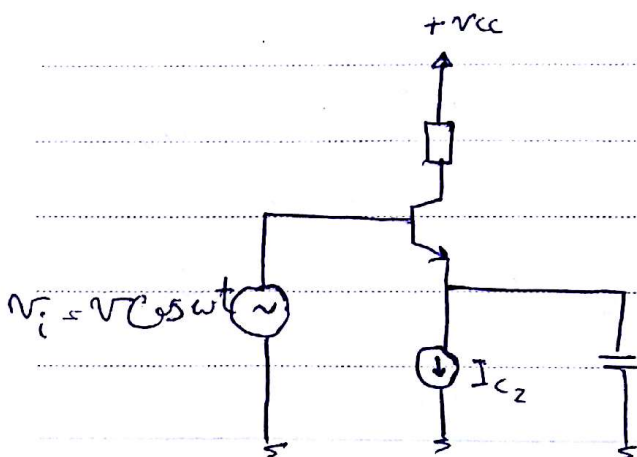 +Vcc
Vi = V Cos ωt
Ic2